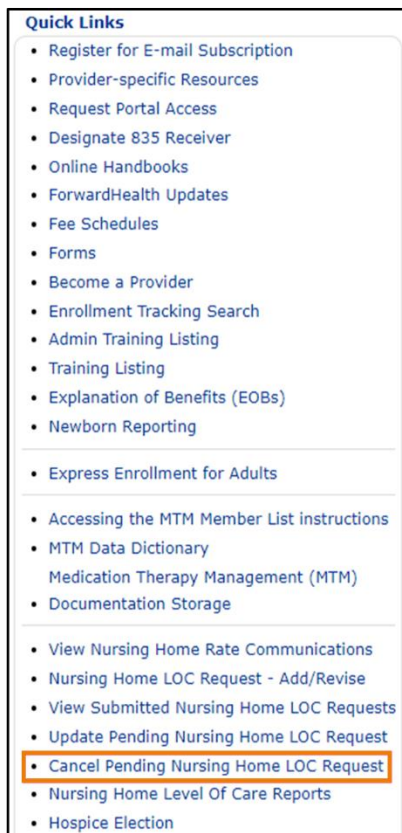 Quick Links
• Register for E-mail Subscription
• Provider-specific Resources
• Request Portal Access
• Designate 835 Receiver
• Online Handbooks
• ForwardHealth Updates
• Fee Schedules
• Forms
• Become a Provider
• Enrollment Tracking Search
• Admin Training Listing
• Training Listing
• Explanation of Benefits (EOBs)
• Newborn Reporting
• Express Enrollment for Adults
• Accessing the MTM Member List instructions
• MTM Data Dictionary
Medication Therapy Management (MTM)
• Documentation Storage
• View Nursing Home Rate Communications
• Nursing Home LOC Request - Add/Revise
• View Submitted Nursing Home LOC Requests
• Update Pending Nursing Home LOC Request
• Cancel Pending Nursing Home LOC Request
• Nursing Home Level Of Care Reports
• Hospice Election